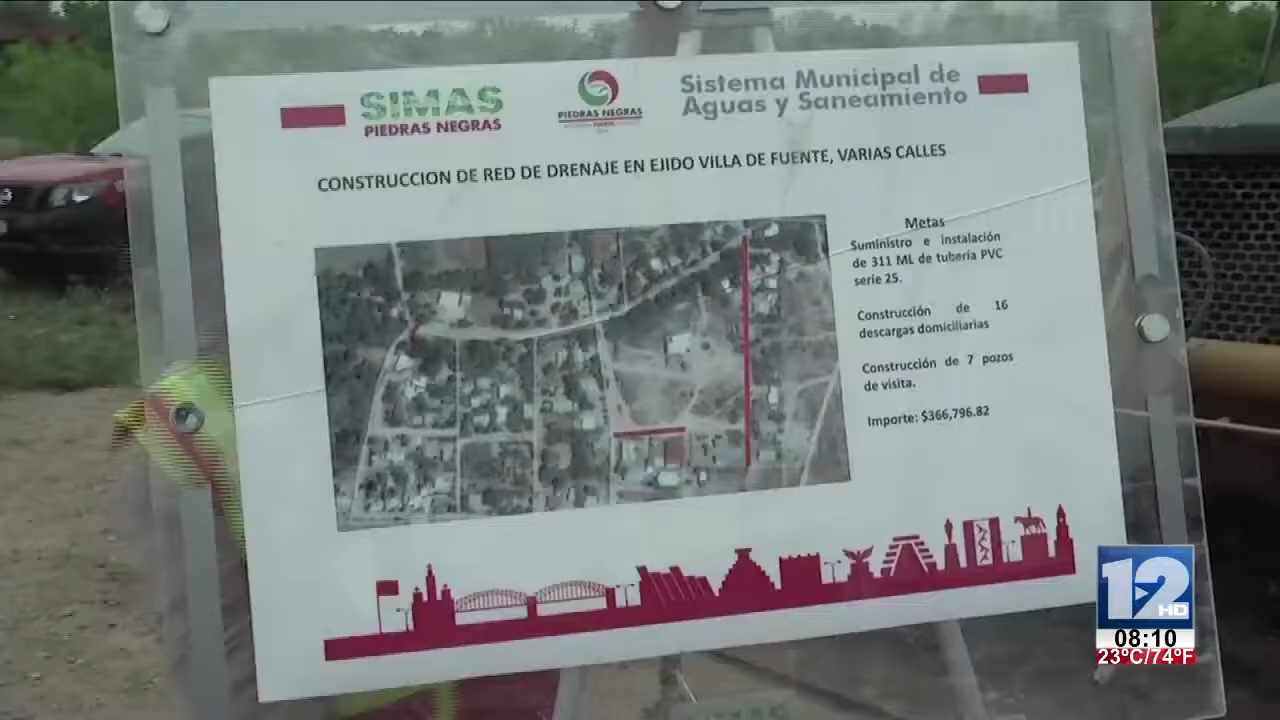 SIMAS
PIEDRAS NEGRAS
PIEDRAS NEGRAS
Sistema Municipal de
Aguas y Saneamiento
CONSTRUCCION DE RED DE DRENAJE EN EJIDO VILLA DE FUENTE, VARIAS CALLES
Metas
Suministro e instalación
de 311 ML de tubería PVC
serie 25.
Construcción de 16
descargas domiciliarias
Construcción de 7 pozos
de visita.
Importe: $366,796.82
12
HD
08:10
23ºC/74ºF